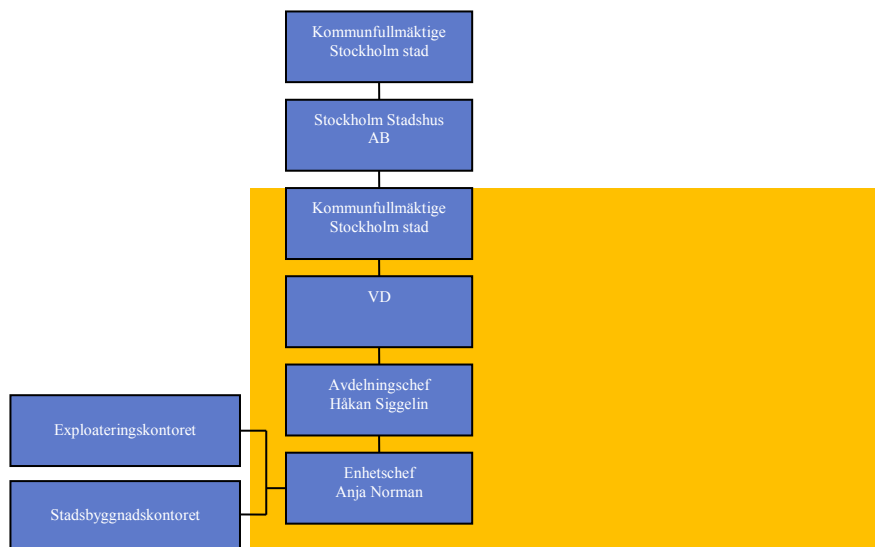 Kommunfullmäktige
Stockholm stad
Stockholm Stadshus
AB
Kommunfullmäktige
Stockholm stad
VD
Avdelningschef
Håkan Siggelin
Exploateringskontoret
Enhetschef
Anja Norman
Stadsbyggnadskontoret